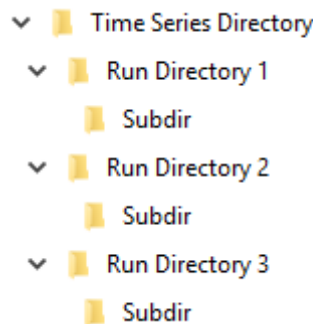 Time Series Directory
Run Directory 1
Subdir
Run Directory 2
Subdir
Run Directory 3
Subdir